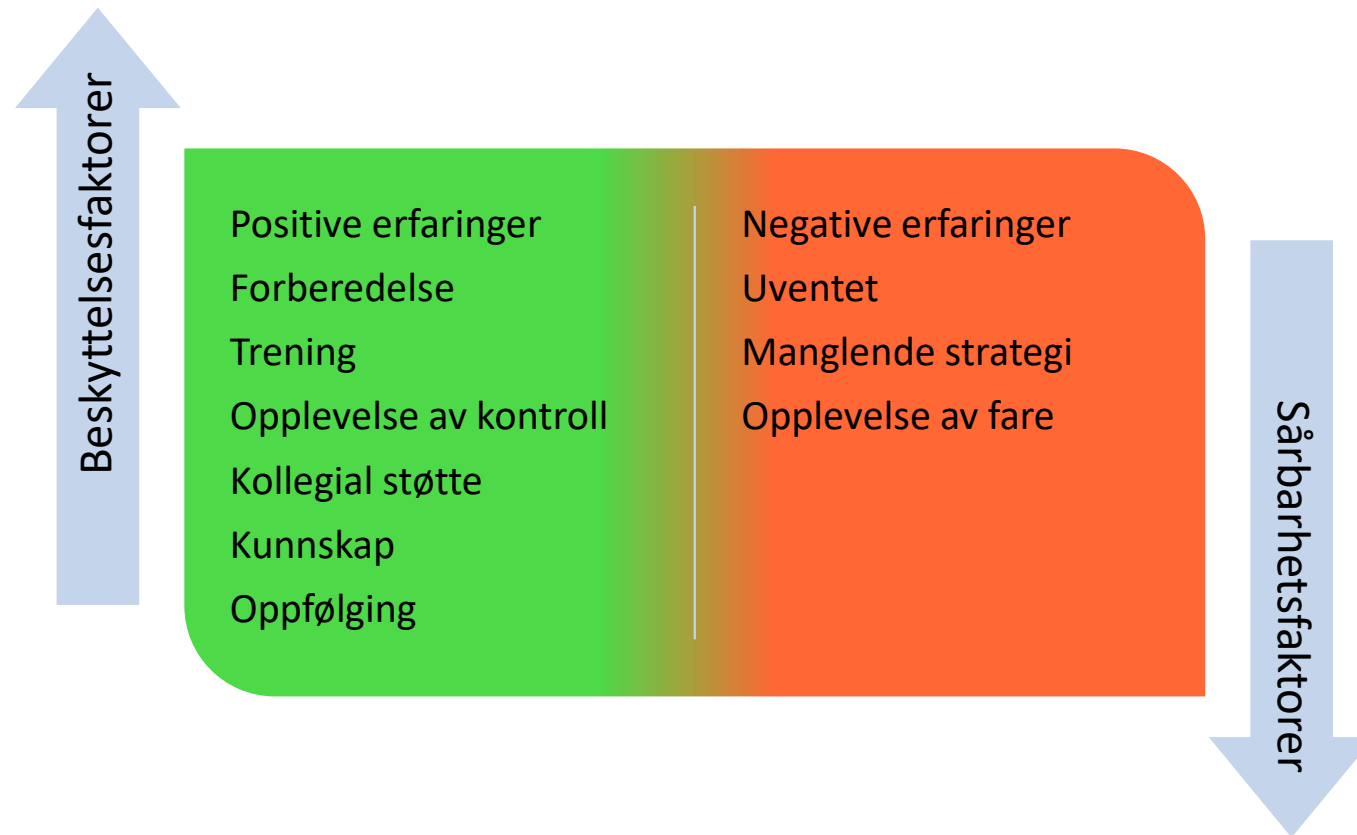 Beskyttelsesfaktorer
Positive erfaringer
Forberedelse
Trening
Opplevelse av kontroll
Kollegial støtte
Kunnskap
Oppfølging
Negative erfaringer
Uventet
Manglende strategi
Opplevelse av fare
Sårbarhetsfaktorer